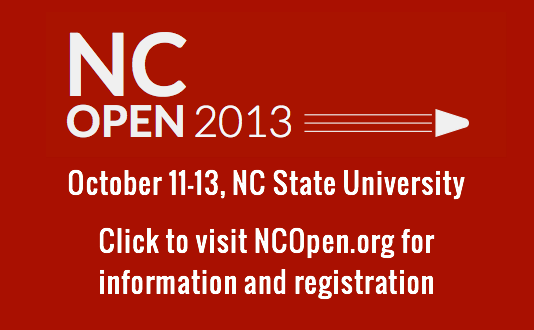 NC
OPEN 2013
October 11-13, NC State University
Click to visit NCOpen.org for
information and registration